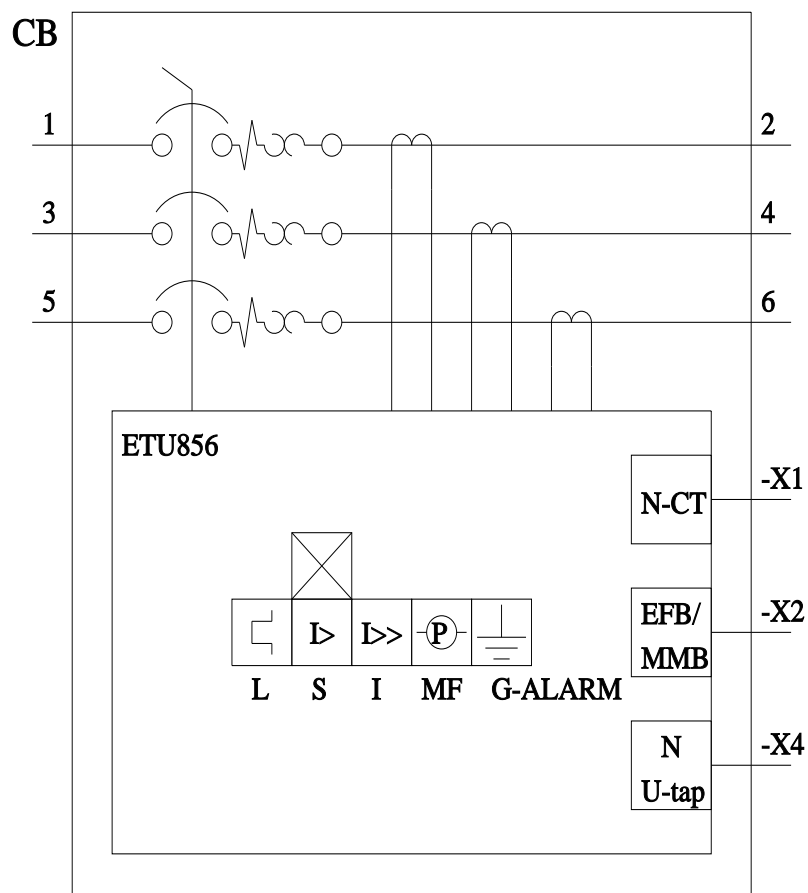 CB
1
2
3
4
5
6
ETU856
N-CT
-X1
EFB/
MMB
-X2
I>
I>>
P
L
S
I
MF
G-ALARM
N
U-tap
-X4